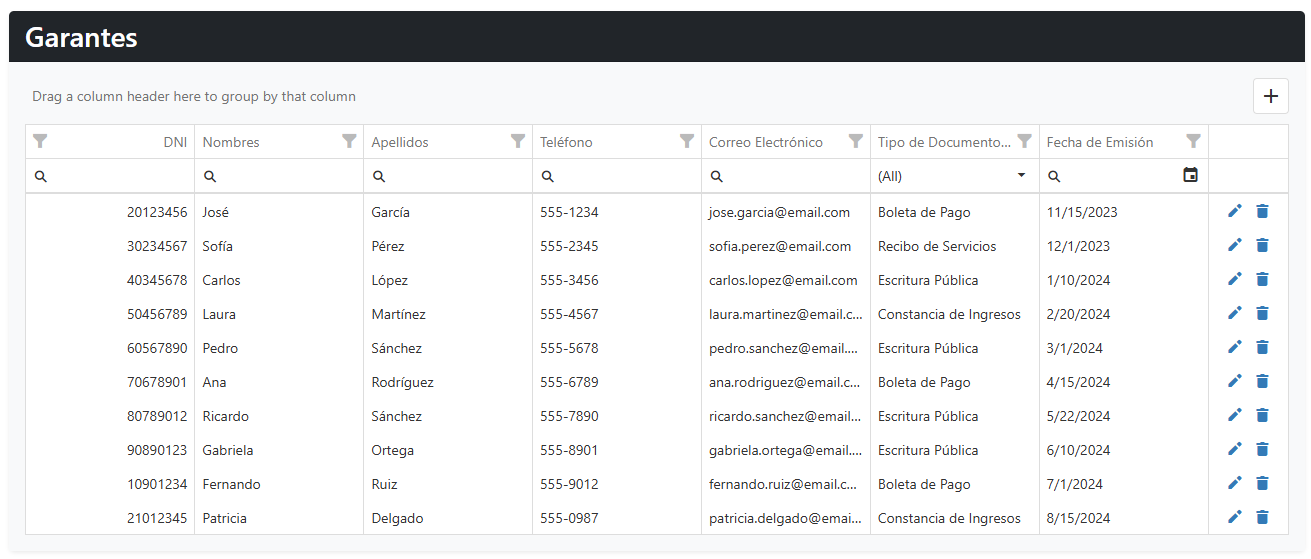 Garantes
Drag a column header here to group by that column
DNI Nombres Apellidos Teléfono Correo Electrónico Tipo de Documento... Fecha de Emisión
(All)
20123456 José García 555-1234 jose.garcia@email.com Boleta de Pago 11/15/2023
30234567 Sofía Pérez 555-2345 sofia.perez@email.com Recibo de Servicios 12/1/2023
40345678 Carlos López 555-3456 carlos.lopez@email.com Escritura Pública 1/10/2024
50456789 Laura Martínez 555-4567 laura.martinez@email.c... Constancia de Ingresos 2/20/2024
60567890 Pedro Sánchez 555-5678 pedro.sanchez@email.... Escritura Pública 3/1/2024
70678901 Ana Rodríguez 555-6789 ana.rodriguez@email.c... Boleta de Pago 4/15/2024
80789012 Ricardo Sánchez 555-7890 ricardo.sanchez@email... Escritura Pública 5/22/2024
90890123 Gabriela Ortega 555-8901 gabriela.ortega@email.... Escritura Pública 6/10/2024
10901234 Fernando Ruiz 555-9012 fernando.ruiz@email.c... Boleta de Pago 7/1/2024
21012345 Patricia Delgado 555-0987 patricia.delgado@emai... Constancia de Ingresos 8/15/2024